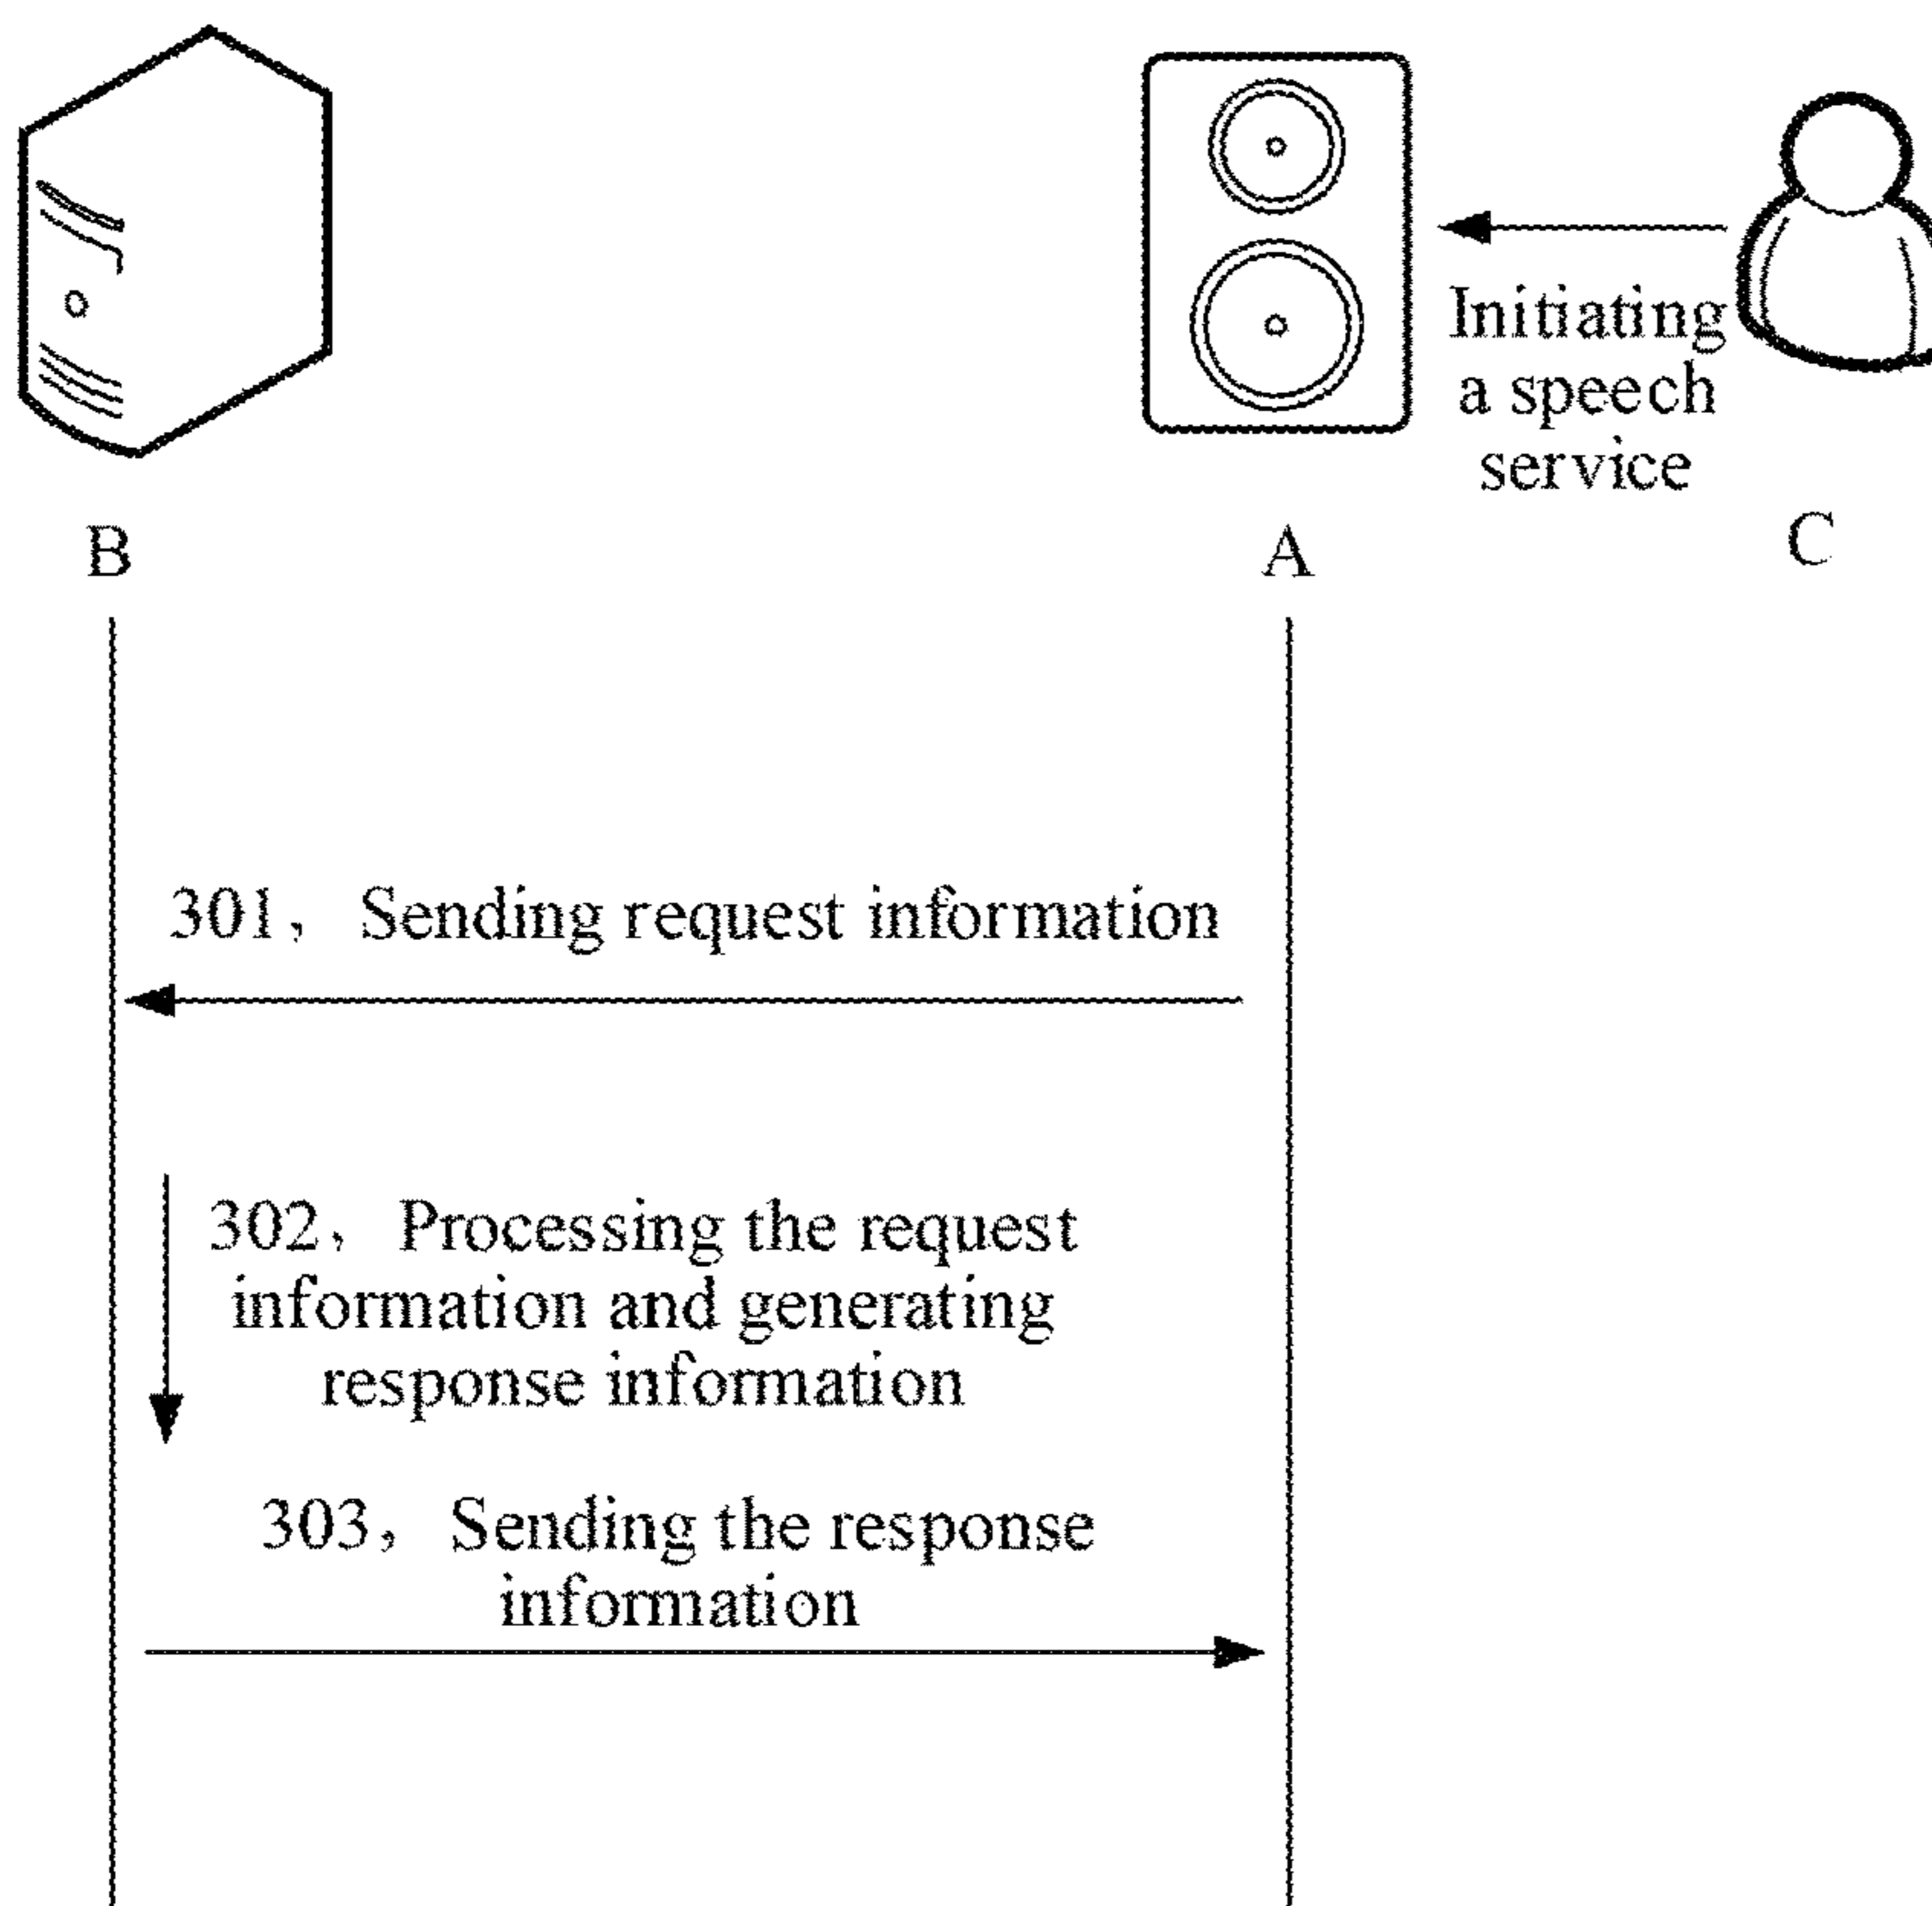 Initiating
a speech
service
B
A
C
301, Sending request information
302, Processing the request
information and generating
response information
303, Sending the response
information